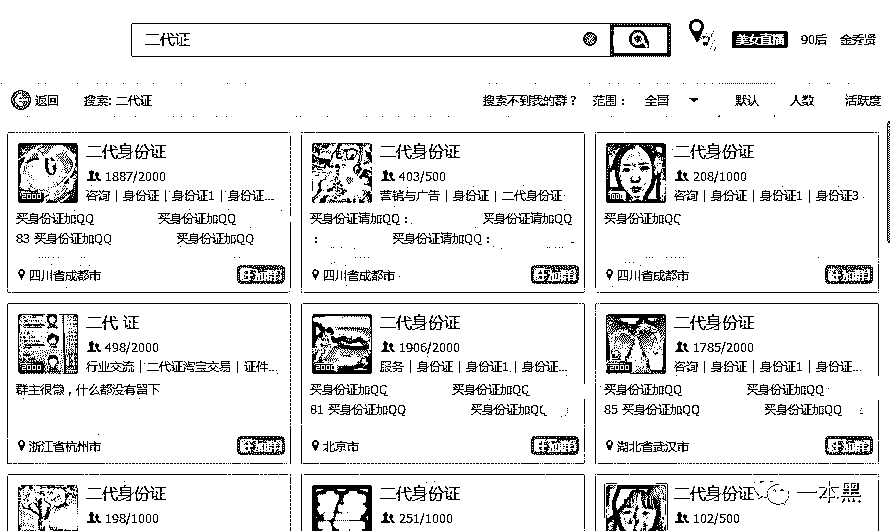 二代证
美女直播 90后 金秀贤
返回 搜索: 二代证 搜索不到我的群? 范围: 全国 默认 人数 活跃度
二代身份证
1887/2000
咨询 | 身份证 | 身份证1 | 身份证...
买身份证加QQ 买身份证加QQ
83 买身份证加QQ 买身份证加QQ
四川省成都市 加群
二代身份证
403/500
营销与广告 | 身份证 | 二代身份证
买身份证请加QQ: 买身份证请加QQ
: 买身份证请加QQ:
四川省成都市 加群
二代身份证
208/1000
咨询 | 身份证 | 身份证1 | 身份证3
买身份证加QQ
四川省成都市 加群
二代 证
498/2000
行业交流 | 二代证淘宝交易 | 证件...
群主很懒,什么都没有留下
浙江省杭州市 加群
二代身份证
1906/2000
服务 | 身份证 | 身份证1 | 身份证...
买身份证加QQ 买身份证加QQ
81 买身份证加QQ 买身份证加QQ
北京市 加群
二代身份证
1785/2000
咨询 | 身份证 | 身份证1 | 身份证...
买身份证加QQ 买身份证加QQ
85 买身份证加QQ 买身份证加QQ
湖北省武汉市 加群
二代身份证
198/1000
二代身份证
251/1000
二代身份证
102/500
一本黑